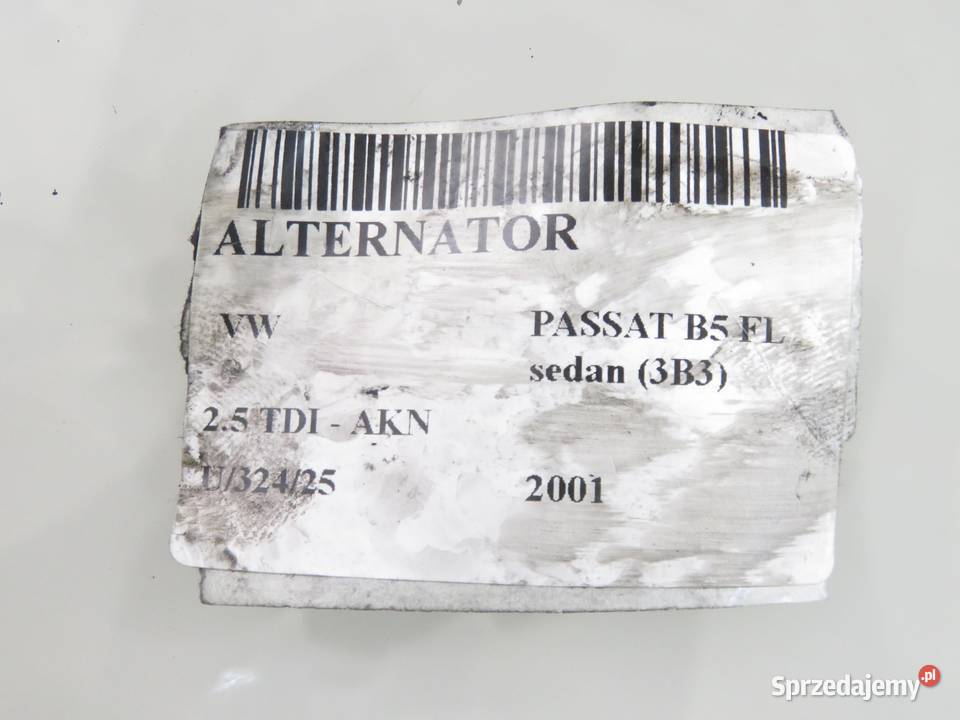 ALTERNATOR
VW
PASSAT B5 FL
sedan (3B3)
2.5 TDI - AKN
U/324/25
2001
Sprzedajemy.pl